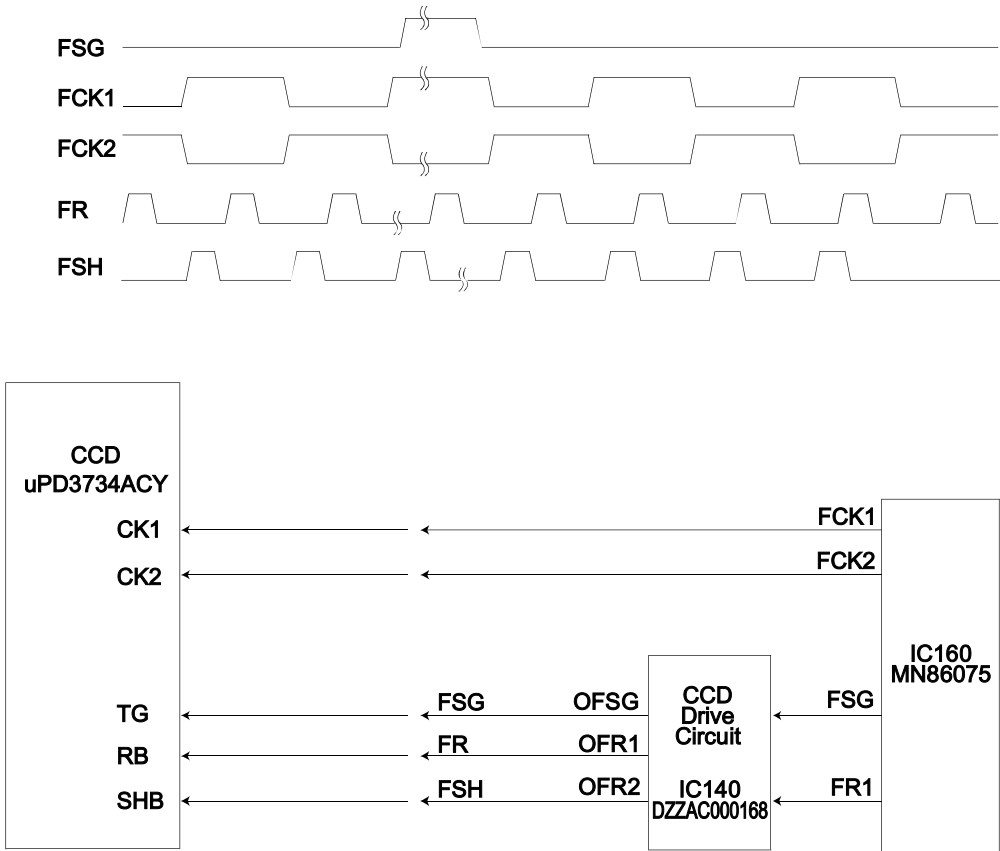 FSG
FCK1
FCK2
FR
FSH
CCD
uPD3734ACY
CK1
CK2
TG
RB
SHB
FCK1
FCK2
FSG
OFSG
FR
OFR1
FSH
OFR2
CCD
Drive
Circuit
IC140
DZZAC000168
FSG
FR1
IC160
MN86075